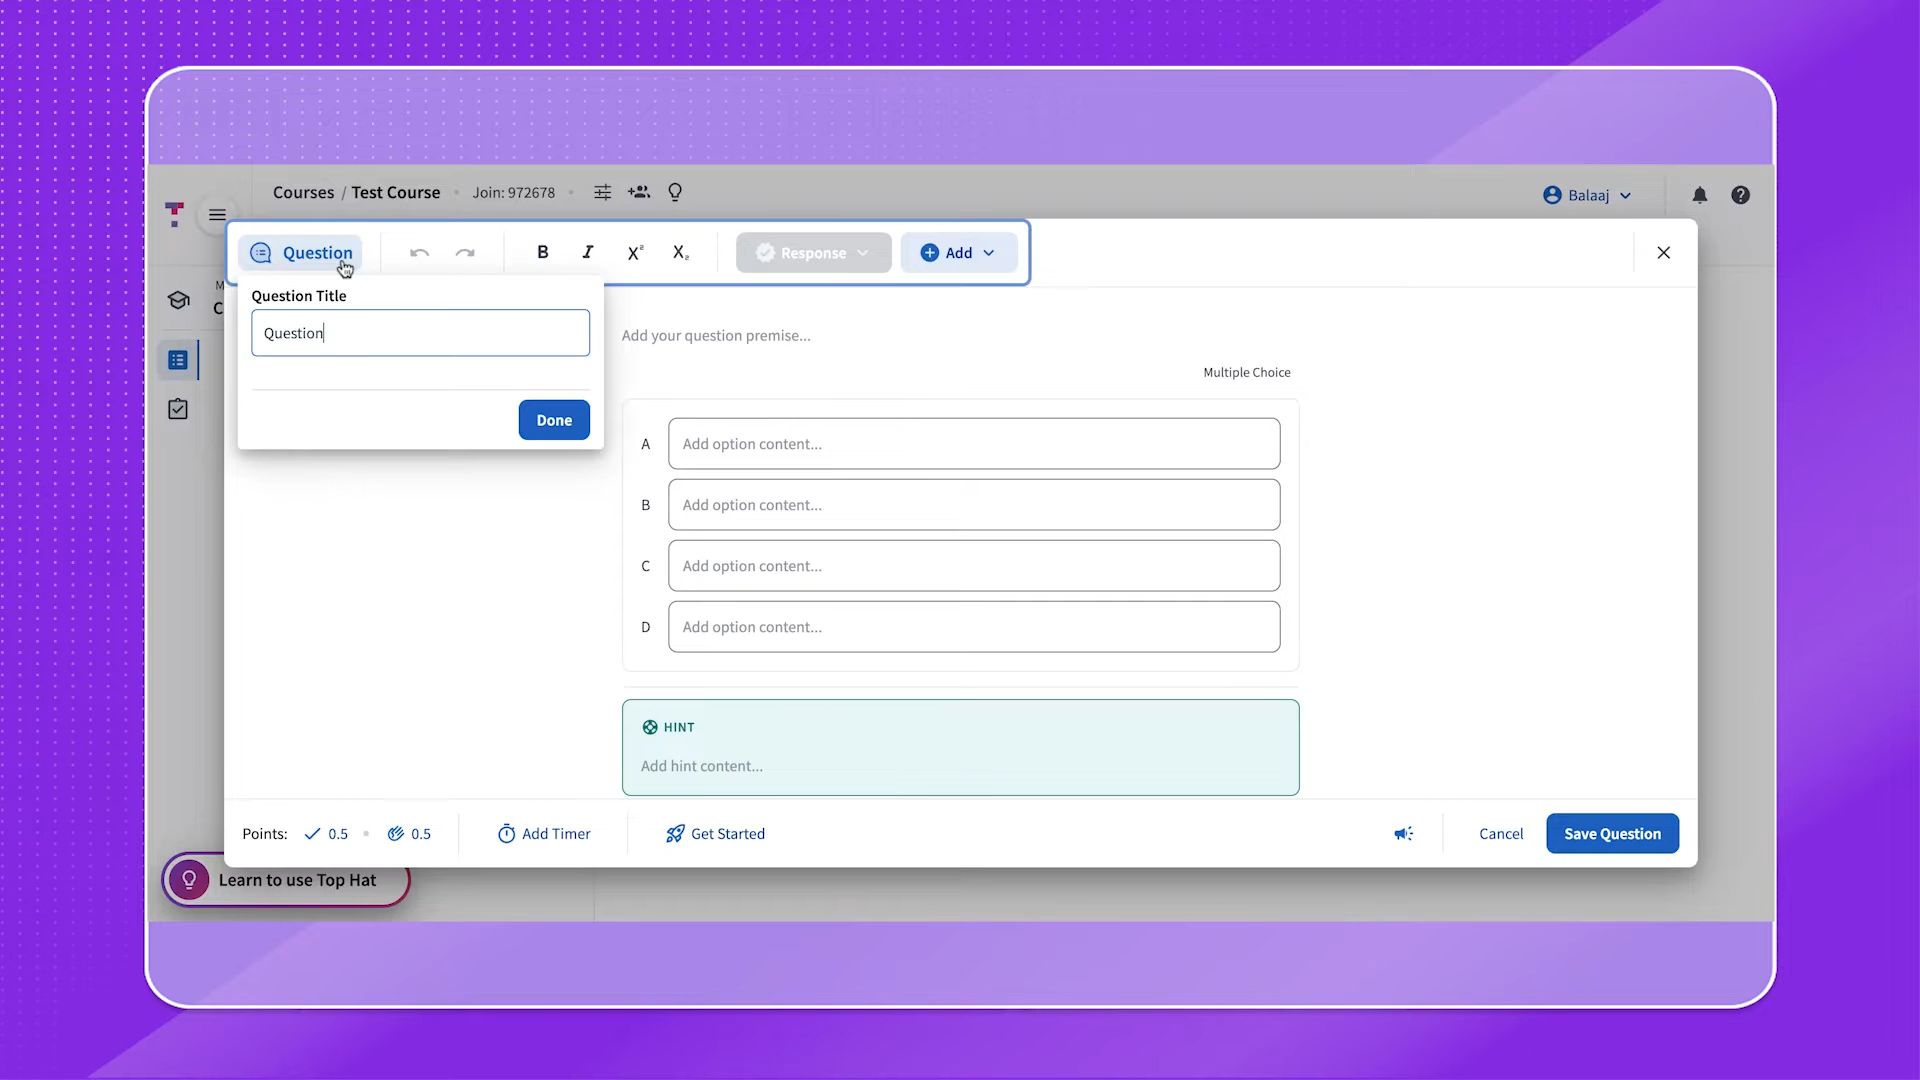 Courses / Test Course • Join: 972678 •
Balaaj
M
C
Question
B I X² X₂
Response
Add
Question Title
Question
Done
Add your question premise...
Multiple Choice
A Add option content...
B Add option content...
C Add option content...
D Add option content...
HINT
Add hint content...
Points: 0.5 • 0.5
Add Timer
Get Started
Cancel
Save Question
Learn to use Top Hat